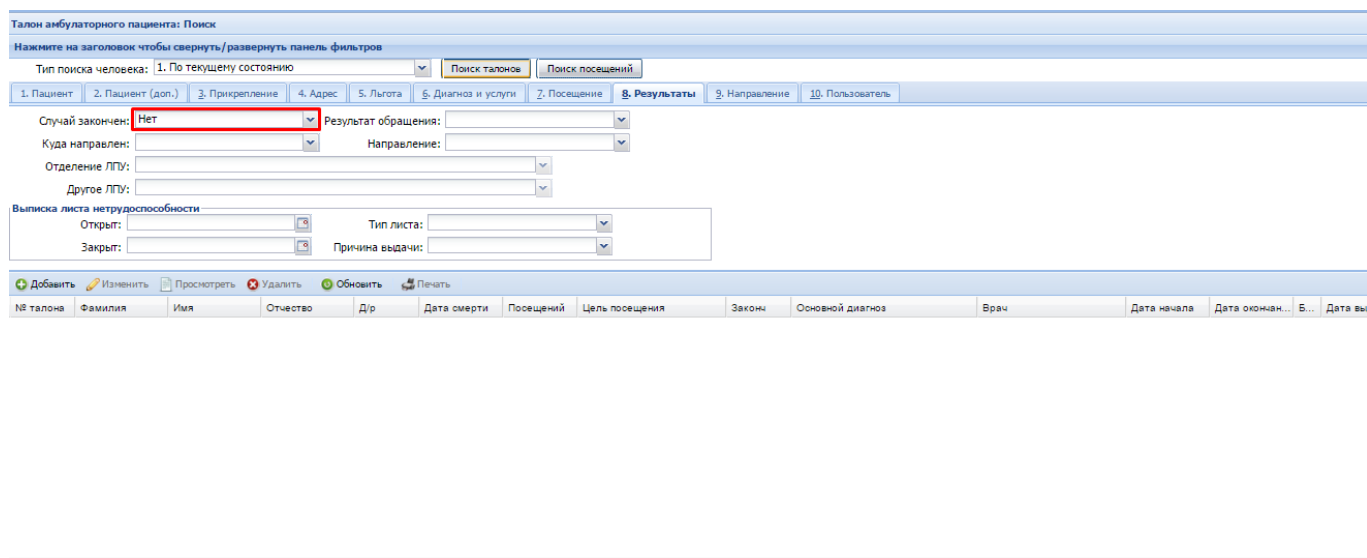 Талон амбулаторного пациента: Поиск
Нажмите на заголовок чтобы свернуть/развернуть панель фильтров
Тип поиска человека: 1. По текущему состоянию Поиск талонов Поиск посещений
1. Пациент 2. Пациент (доп.) 3. Прикрепление 4. Адрес 5. Льгота 6. Диагноз и услуги 7. Посещение 8. Результаты 9. Направление 10. Пользователь
Случай закончен: Нет Результат обращения:
Куда направлен: Направление:
Отделение ЛПУ:
Другое ЛПУ:
Выписка листа нетрудоспособности
Открыт: Тип листа:
Закрыт: Причина выдачи:
Добавить Изменить Просмотреть Удалить Обновить Печать
№ талона Фамилия Имя Отчество Д/р Дата смерти Посещений Цель посещения Законч Основной диагноз Врач Дата начала Дата окончан... Б... Дата вы